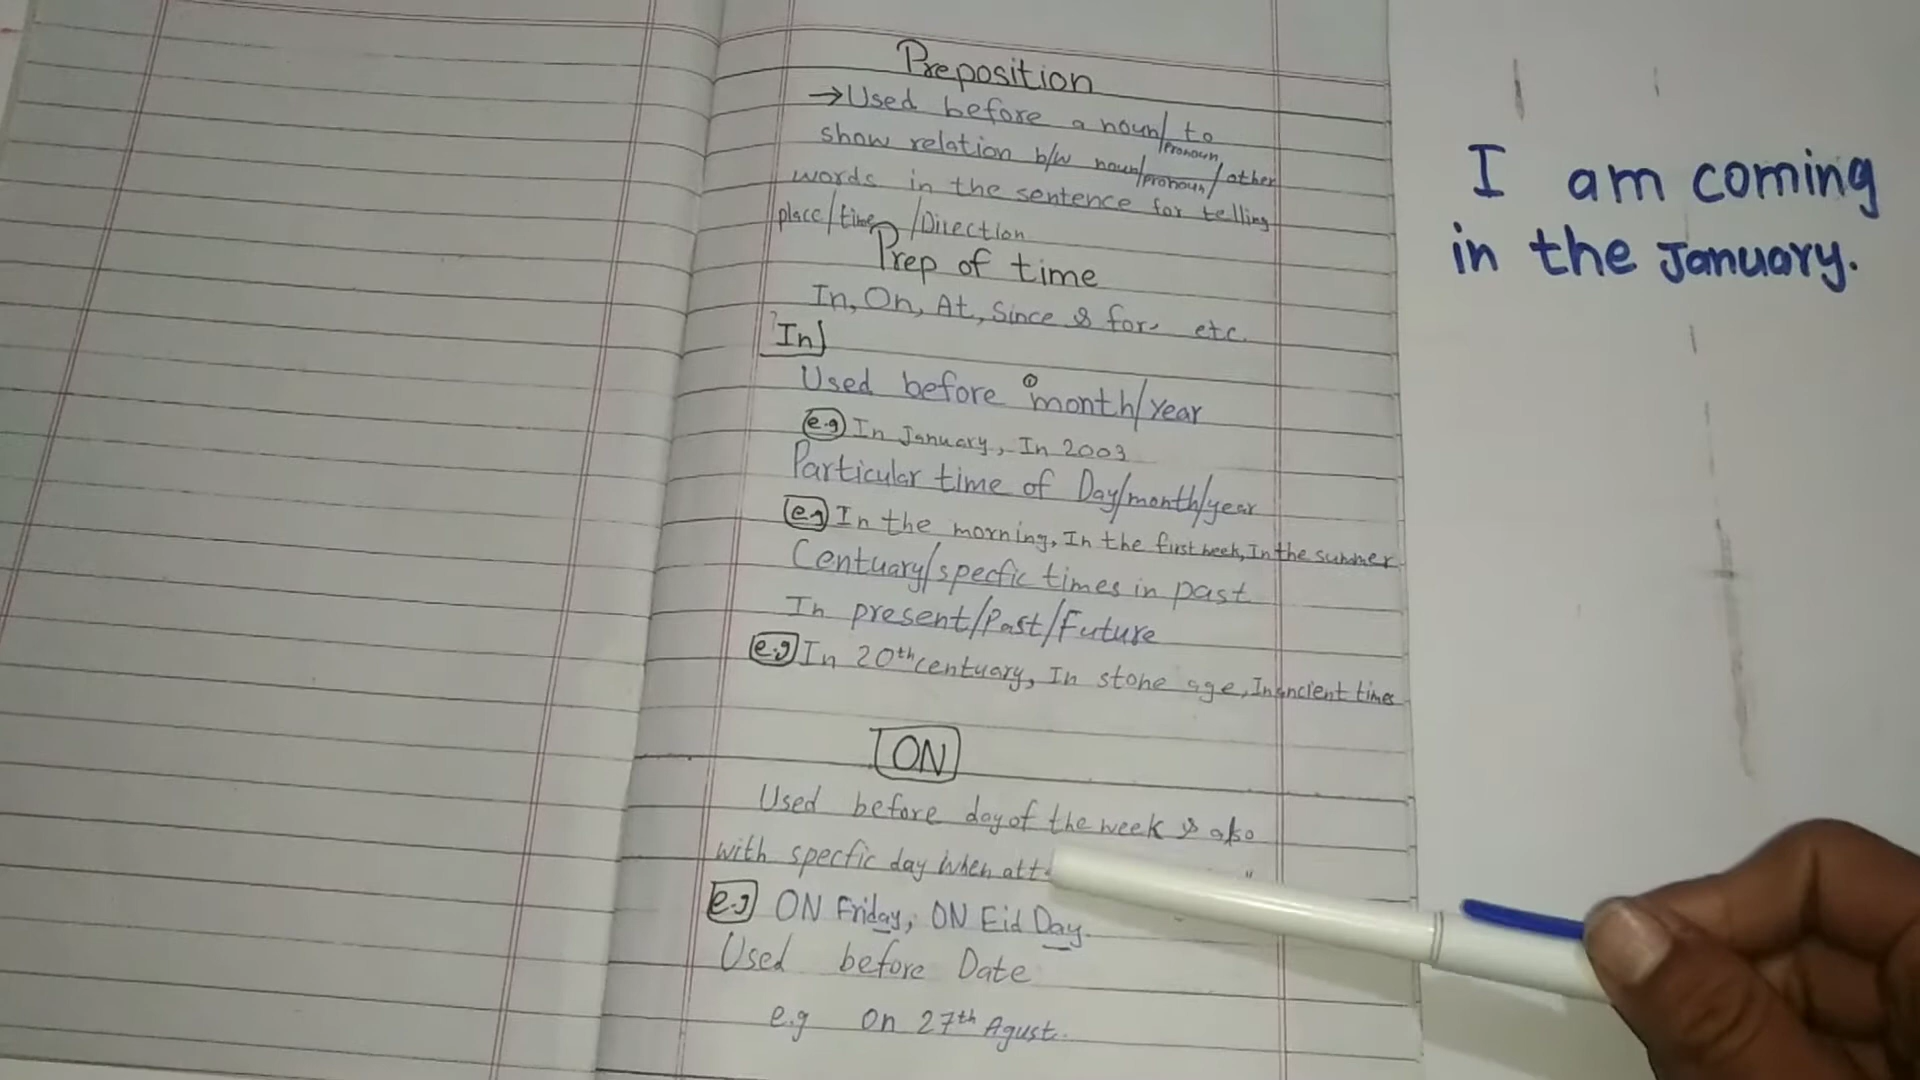 Preposition
→ Used before a noun/pronoun to
show relation b/w noun/pronoun/other
words in the sentence for telling
place/time/Direction
Prep of time
In, On, At, Since & for etc.
In
Used before ① month/Year
e.g In January, In 2003
Particular time of Day/month/year
e.g In the morning, In the first week, In the summer
Centuary/specfic times in past
In present/Past/Future
e.g In 20th centuary, In stone age, In ancient times
ON
Used before day of the week & also
with specfic day when
e.g ON Friday, ON Eid Day.
Used before Date
e.g On 27th Agust.
I am coming
in the January.